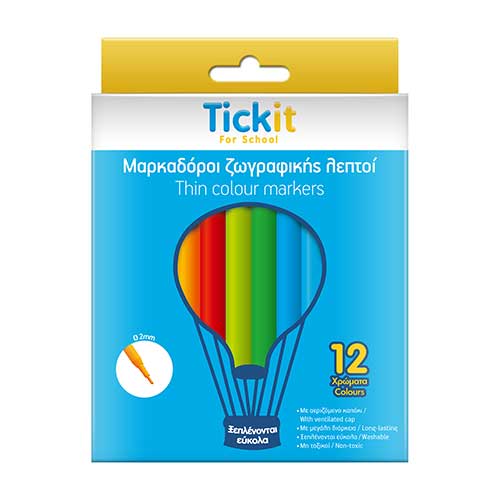 Tickit
For School
Μαρκαδόροι ζωγραφικής λεπτοί
Thin colour markers
Ø 2mm
12
Χρώματα
Colours
Ξεπλένονται
εύκολα
• Με αεριζόμενο καπάκι /
With ventilated cap
• Με μεγάλη διάρκεια / Long-lasting
• Ξεπλένονται εύκολα / Washable
• Μη τοξικοί / Non-toxic